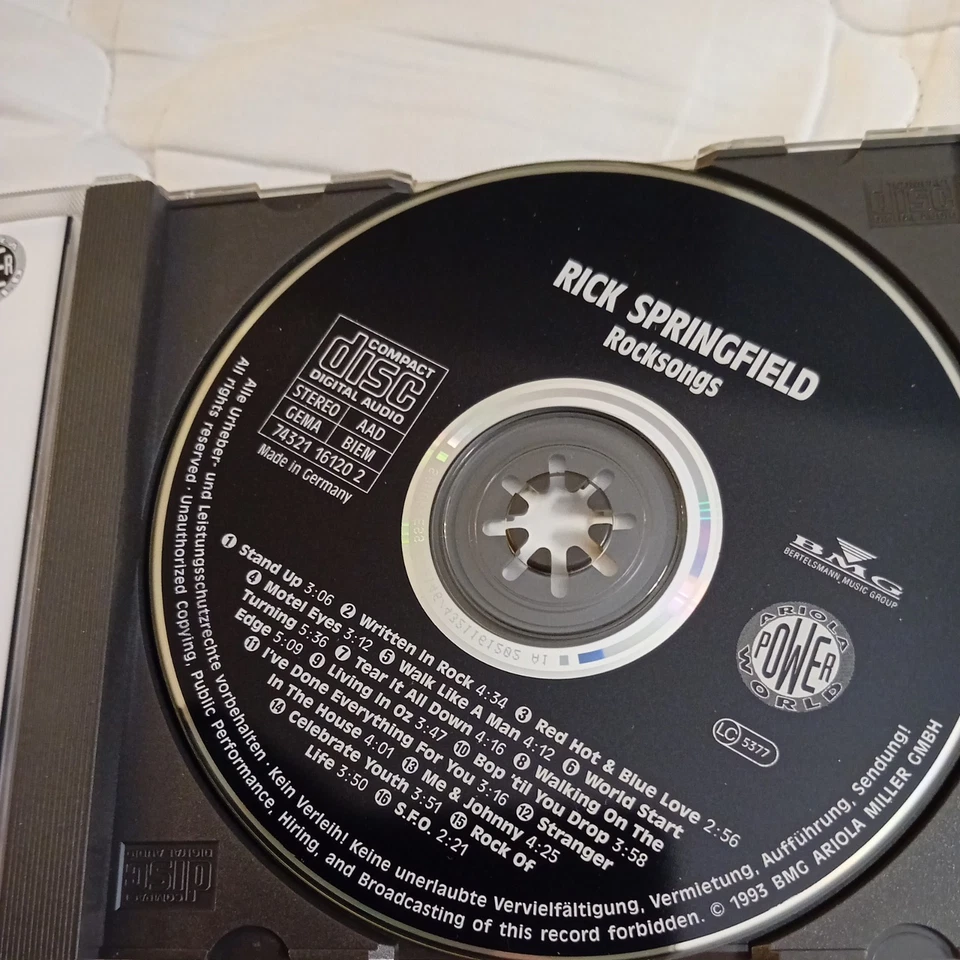 RICK SPRINGFIELD
Rocksongs
COMPACT
disc
DIGITAL AUDIO
STEREO AAD
GEMA BIEM
74321 16120 2
Made in Germany
BMG
BERTELSMANN MUSIC GROUP
ARIOLA
POWER
WORLD
LC 5377
1 Stand Up 3:06 2 Written In Rock 4:34 3 Red Hot & Blue Love 2:56
4 Motel Eyes 3:12 5 Walk Like A Man 4:12 6 World Start
Turning 5:36 7 Tear It All Down 4:16 8 Walking On The
Edge 5:09 9 Living In Oz 3:47 10 Bop 'til You Drop 3:58
11 I've Done Everything For You 3:16 12 Stranger
In The House 4:01 13 Me & Johnny 4:25
14 Celebrate Youth 3:51 15 Rock Of
Life 3:50 16 S.F.O. 2:21
Alle Urheber- und Leistungsschutzrechte vorbehalten · Kein Verleih! Keine unerlaubte Vervielfältigung, Vermietung, Aufführung, Sendung!
All rights reserved · Unauthorized Copying, Public Performance, Hiring, and Broadcasting of this record forbidden. © 1993 BMG ARIOLA MILLER GMBH
COMPACT
disc
DIGITAL AUDIO
disc